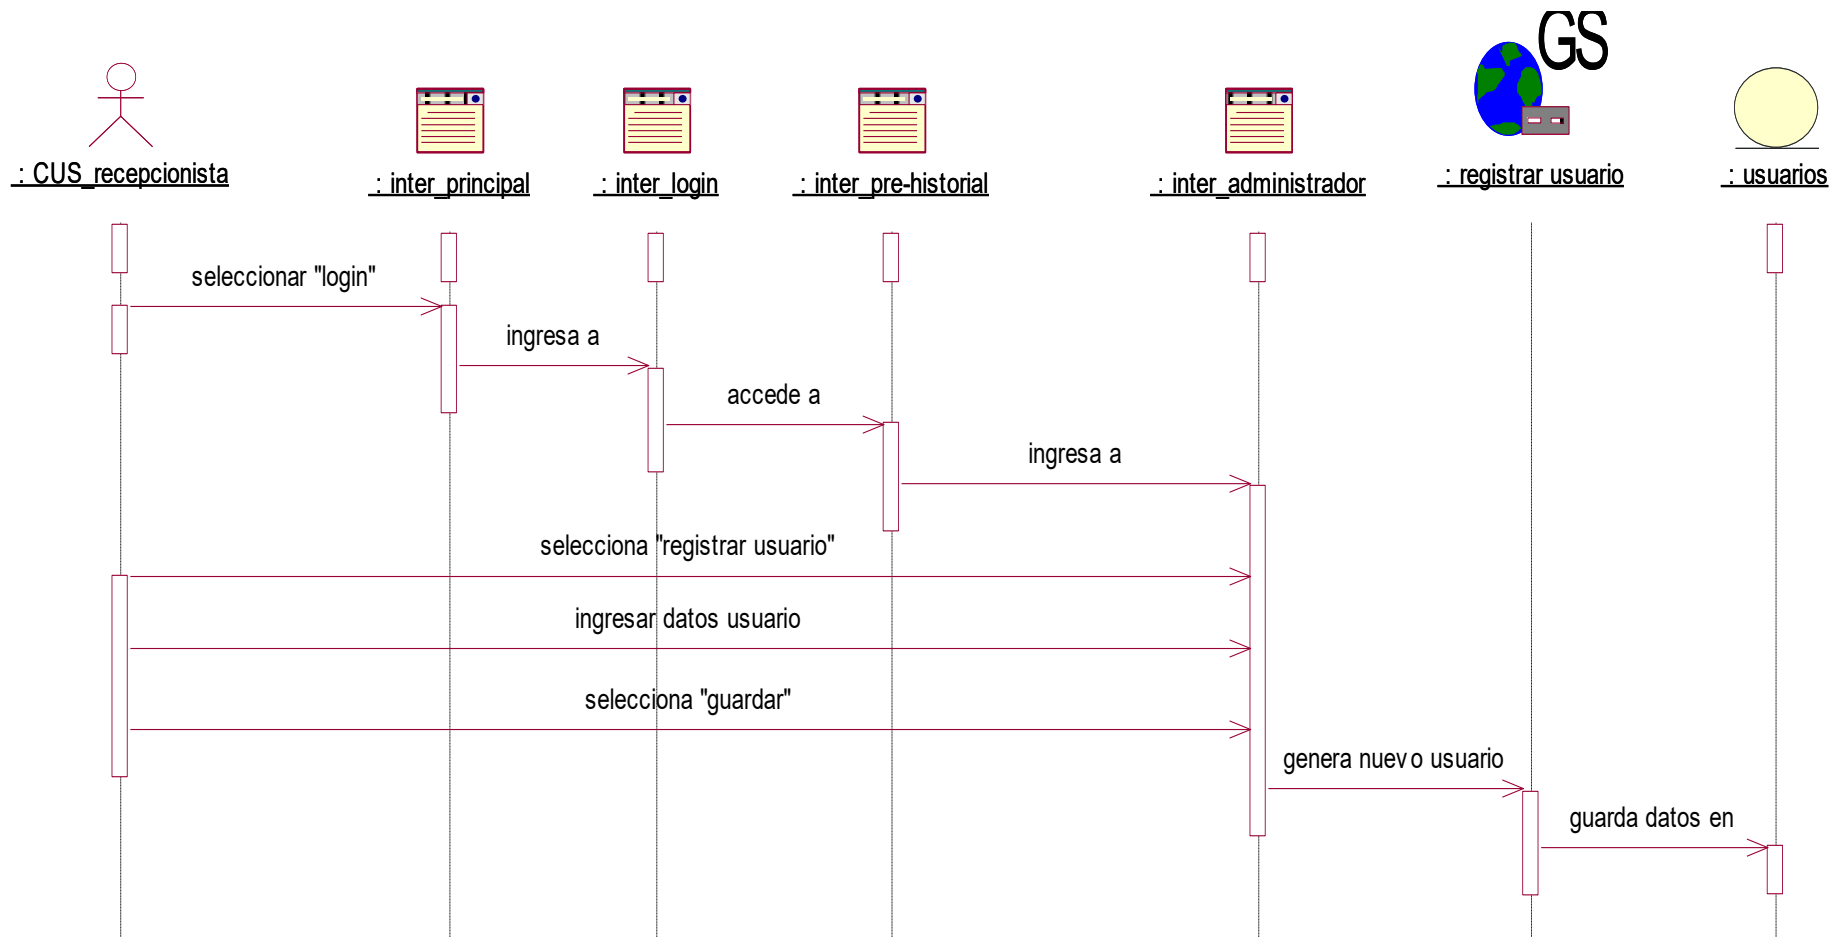 GS
: CUS_recepcionista
: inter_principal
: inter_login
: inter_pre-historial
: inter_administrador
: registrar usuario
: usuarios
seleccionar "login"
ingresa a
accede a
ingresa a
selecciona "registrar usuario"
ingresar datos usuario
selecciona "guardar"
genera nuevo usuario
guarda datos en